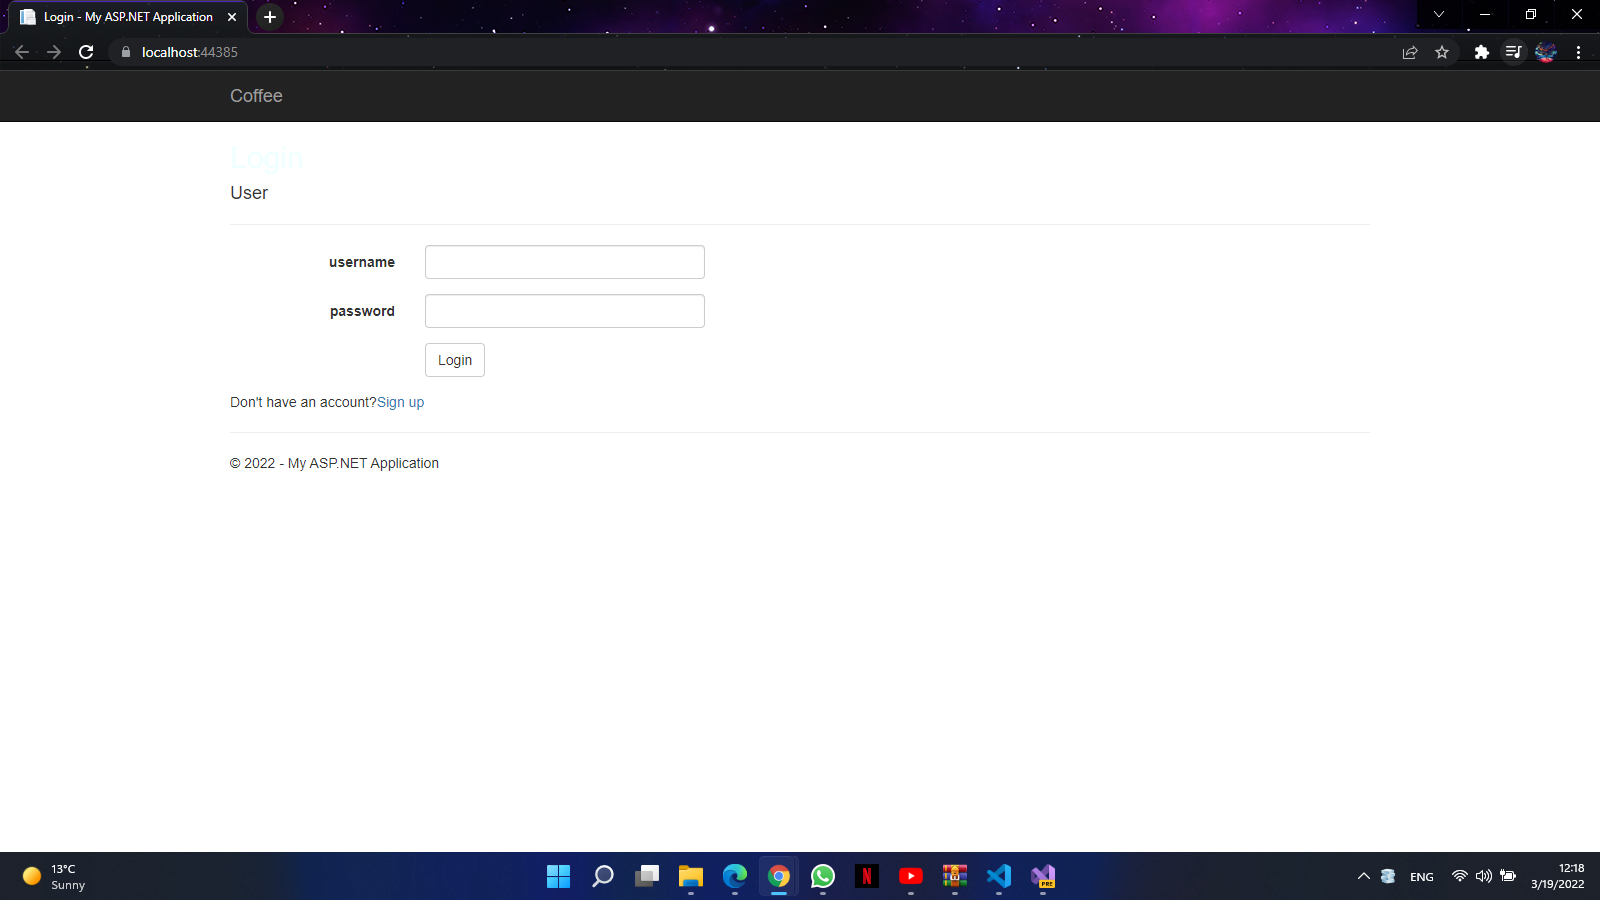 Login - My ASP.NET Application
localhost:44385
Coffee
Login
User
username
password
Login
Don't have an account?Sign up
© 2022 - My ASP.NET Application
13°C
Sunny
N
PRE
ENG
12:18
3/19/2022